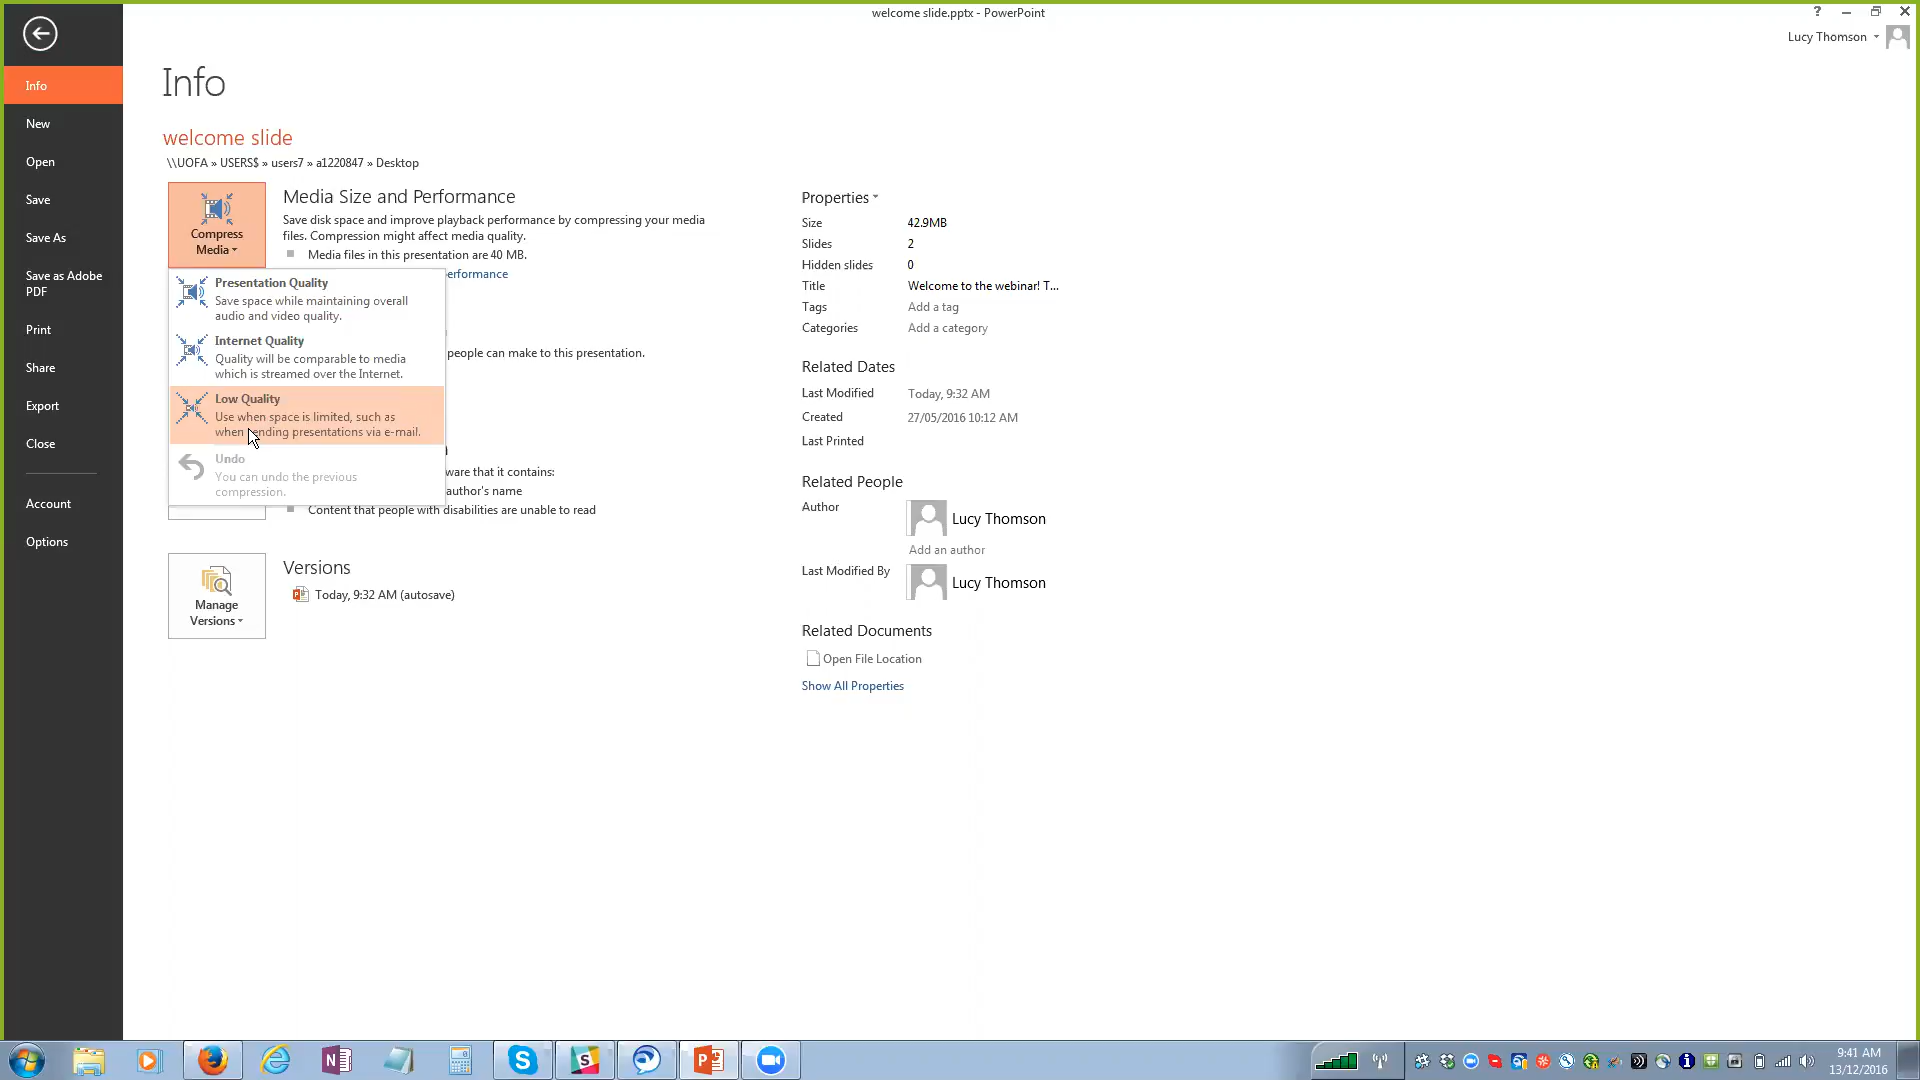 welcome slide.pptx - PowerPoint
?
Lucy Thomson
Info
New
Open
Save
Save As
Save as Adobe
PDF
Print
Share
Export
Close
Account
Options
Info
welcome slide
\\UOFA » USERS$ » users7 » a1220847 » Desktop
Compress
Media
Media Size and Performance
Save disk space and improve playback performance by compressing your media
files. Compression might affect media quality.
Media files in this presentation are 40 MB.
erformance
Presentation Quality
Save space while maintaining overall
audio and video quality.
Internet Quality
Quality will be comparable to media
which is streamed over the Internet.
Low Quality
Use when space is limited, such as
when sending presentations via e-mail.
Undo
You can undo the previous
compression.
people can make to this presentation.
ware that it contains:
author's name
Content that people with disabilities are unable to read
Manage
Versions
Versions
Today, 9:32 AM (autosave)
Properties
Size 42.9MB
Slides 2
Hidden slides 0
Title Welcome to the webinar! T...
Tags Add a tag
Categories Add a category
Related Dates
Last Modified Today, 9:32 AM
Created 27/05/2016 10:12 AM
Last Printed
Related People
Author Lucy Thomson
Add an author
Last Modified By Lucy Thomson
Related Documents
Open File Location
Show All Properties
9:41 AM
13/12/2016